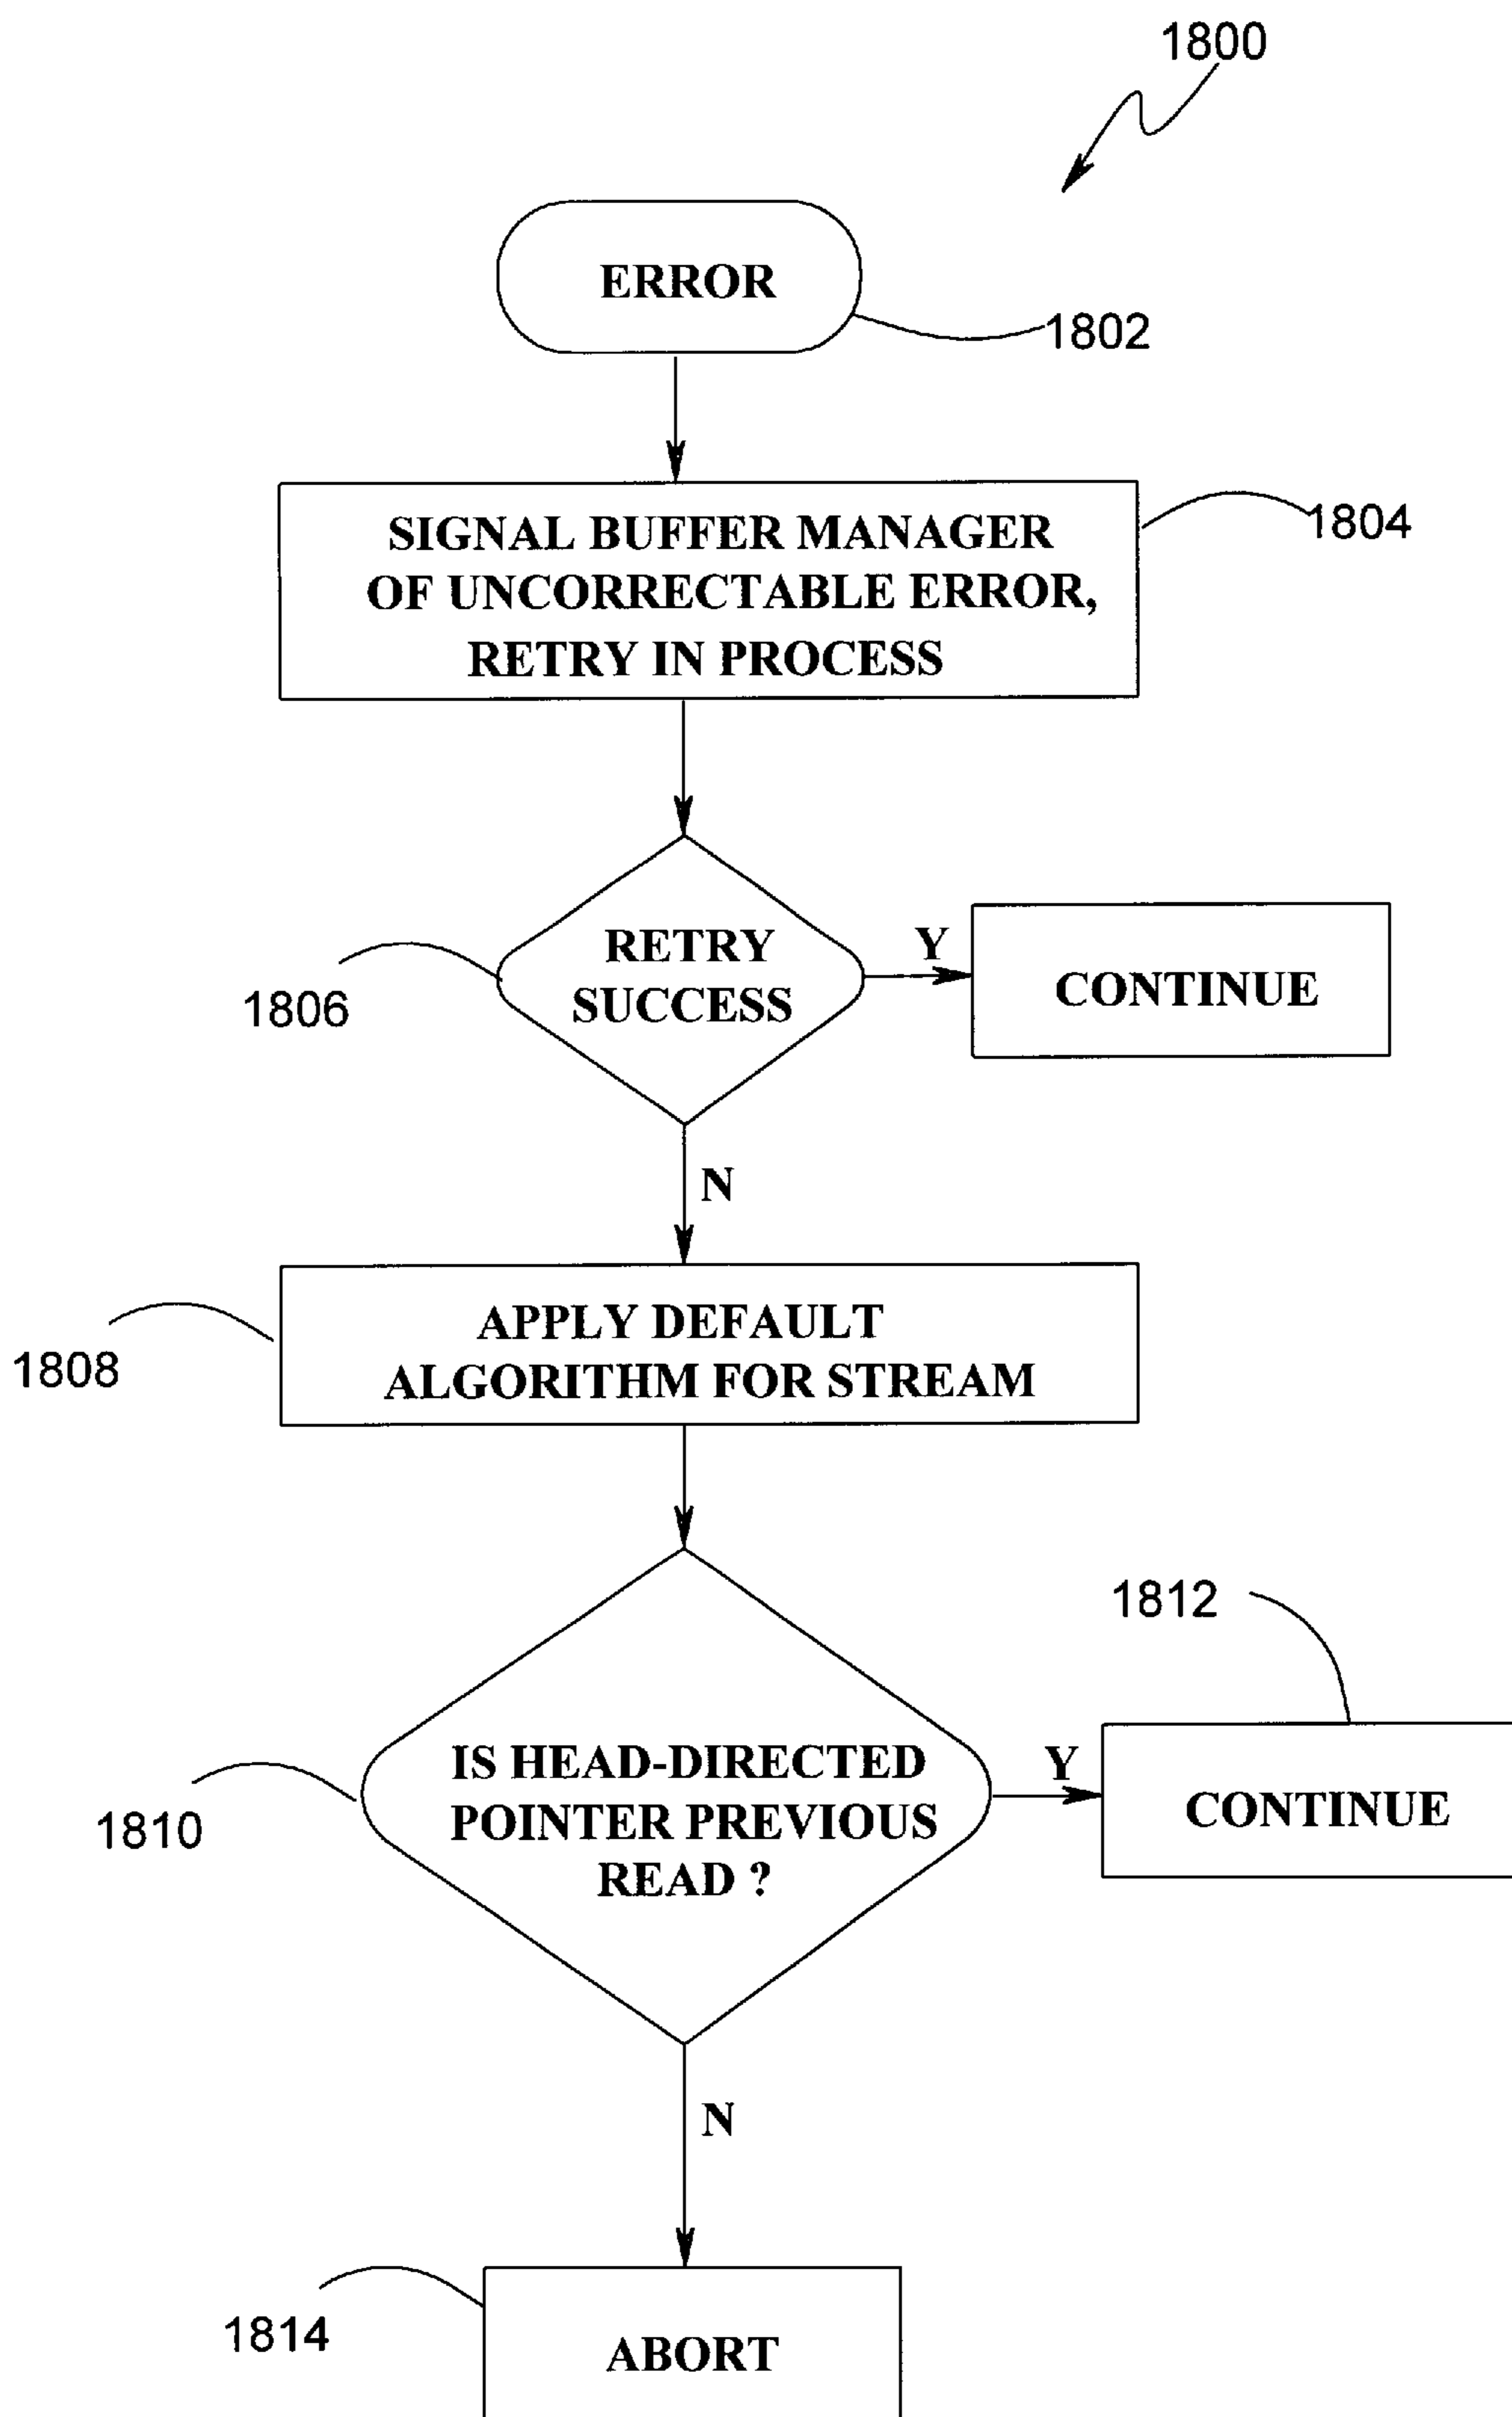 1800
ERROR
1802
SIGNAL BUFFER MANAGER
OF UNCORRECTABLE ERROR,
RETRY IN PROCESS
1804
RETRY
SUCCESS
1806
Y
CONTINUE
N
APPLY DEFAULT
ALGORITHM FOR STREAM
1808
IS HEAD-DIRECTED
POINTER PREVIOUS
READ ?
1810
Y
1812
CONTINUE
N
1814
ABORT